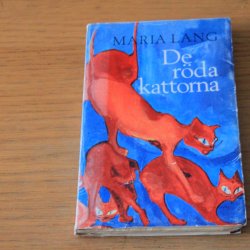 MARIA LANG
De
röda
kattorna